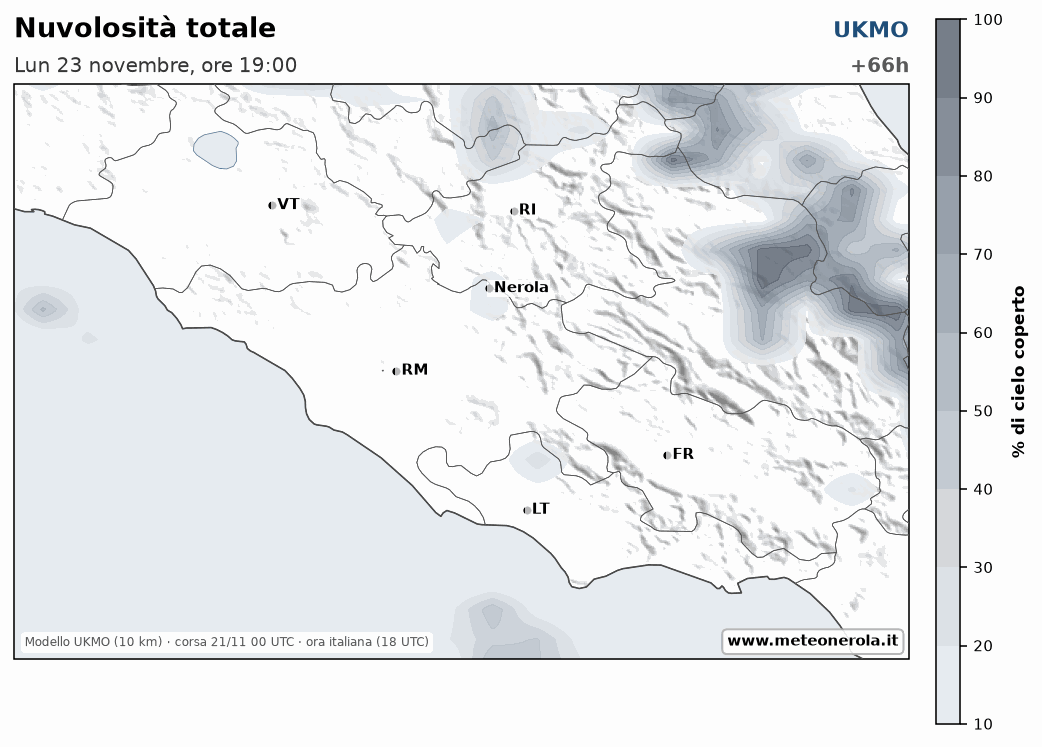 Nuvolosità totale
UKMO
Lun 23 novembre, ore 19:00
+66h
VT
RI
Nerola
RM
FR
LT
Modello UKMO (10 km) · corsa 21/11 00 UTC · ora italiana (18 UTC)
www.meteonerola.it
100
90
80
70
60
50
40
30
20
10
% di cielo coperto